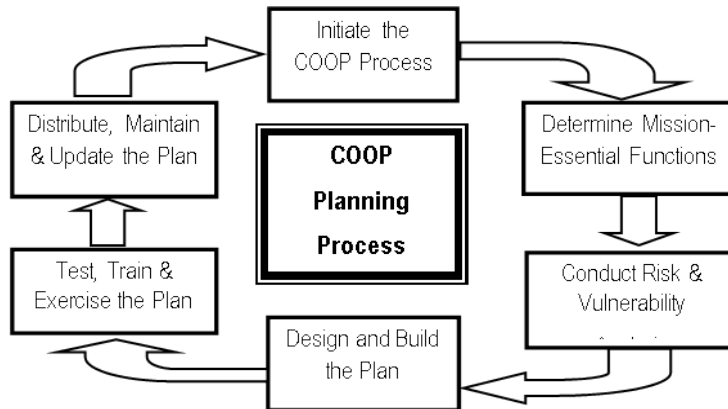 Initiate the
COOP Process
Determine Mission-
Essential Functions
Conduct Risk &
Vulnerability
Design and Build
the Plan
Test, Train &
Exercise the Plan
Distribute, Maintain
& Update the Plan
COOP
Planning
Process